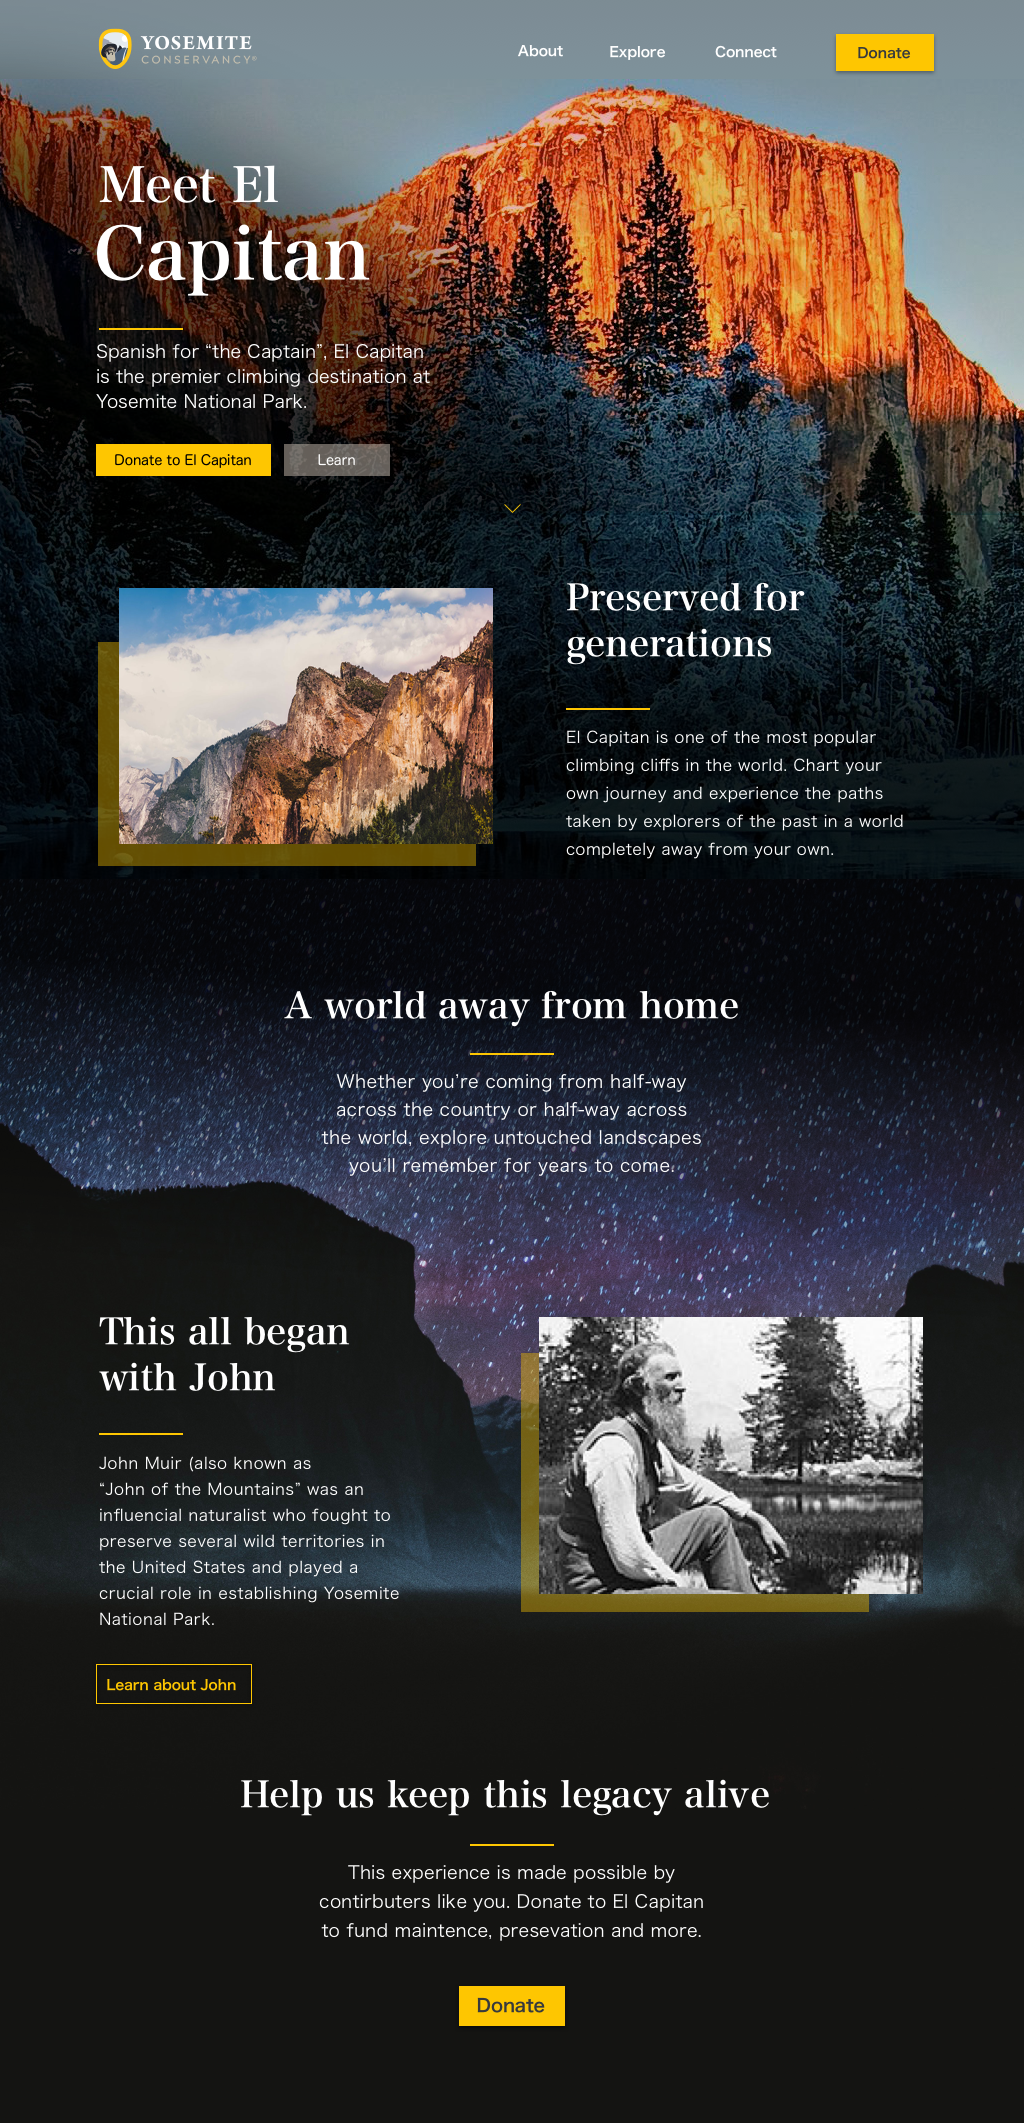 YOSEMITE
CONSERVANCY®
About
Explore
Connect
Donate
Meet El
Capitan
Spanish for “the Captain”, El Capitan
is the premier climbing destination at
Yosemite National Park.
Donate to El Capitan
Learn
Preserved for
generations
El Capitan is one of the most popular
climbing cliffs in the world. Chart your
own journey and experience the paths
taken by explorers of the past in a world
completely away from your own.
A world away from home
Whether you’re coming from half-way
across the country or half-way across
the world, explore untouched landscapes
you’ll remember for years to come.
This all began
with John
John Muir (also known as
“John of the Mountains” was an
influencial naturalist who fought to
preserve several wild territories in
the United States and played a
crucial role in establishing Yosemite
National Park.
Learn about John
Help us keep this legacy alive
This experience is made possible by
contirbuters like you. Donate to El Capitan
to fund maintence, presevation and more.
Donate